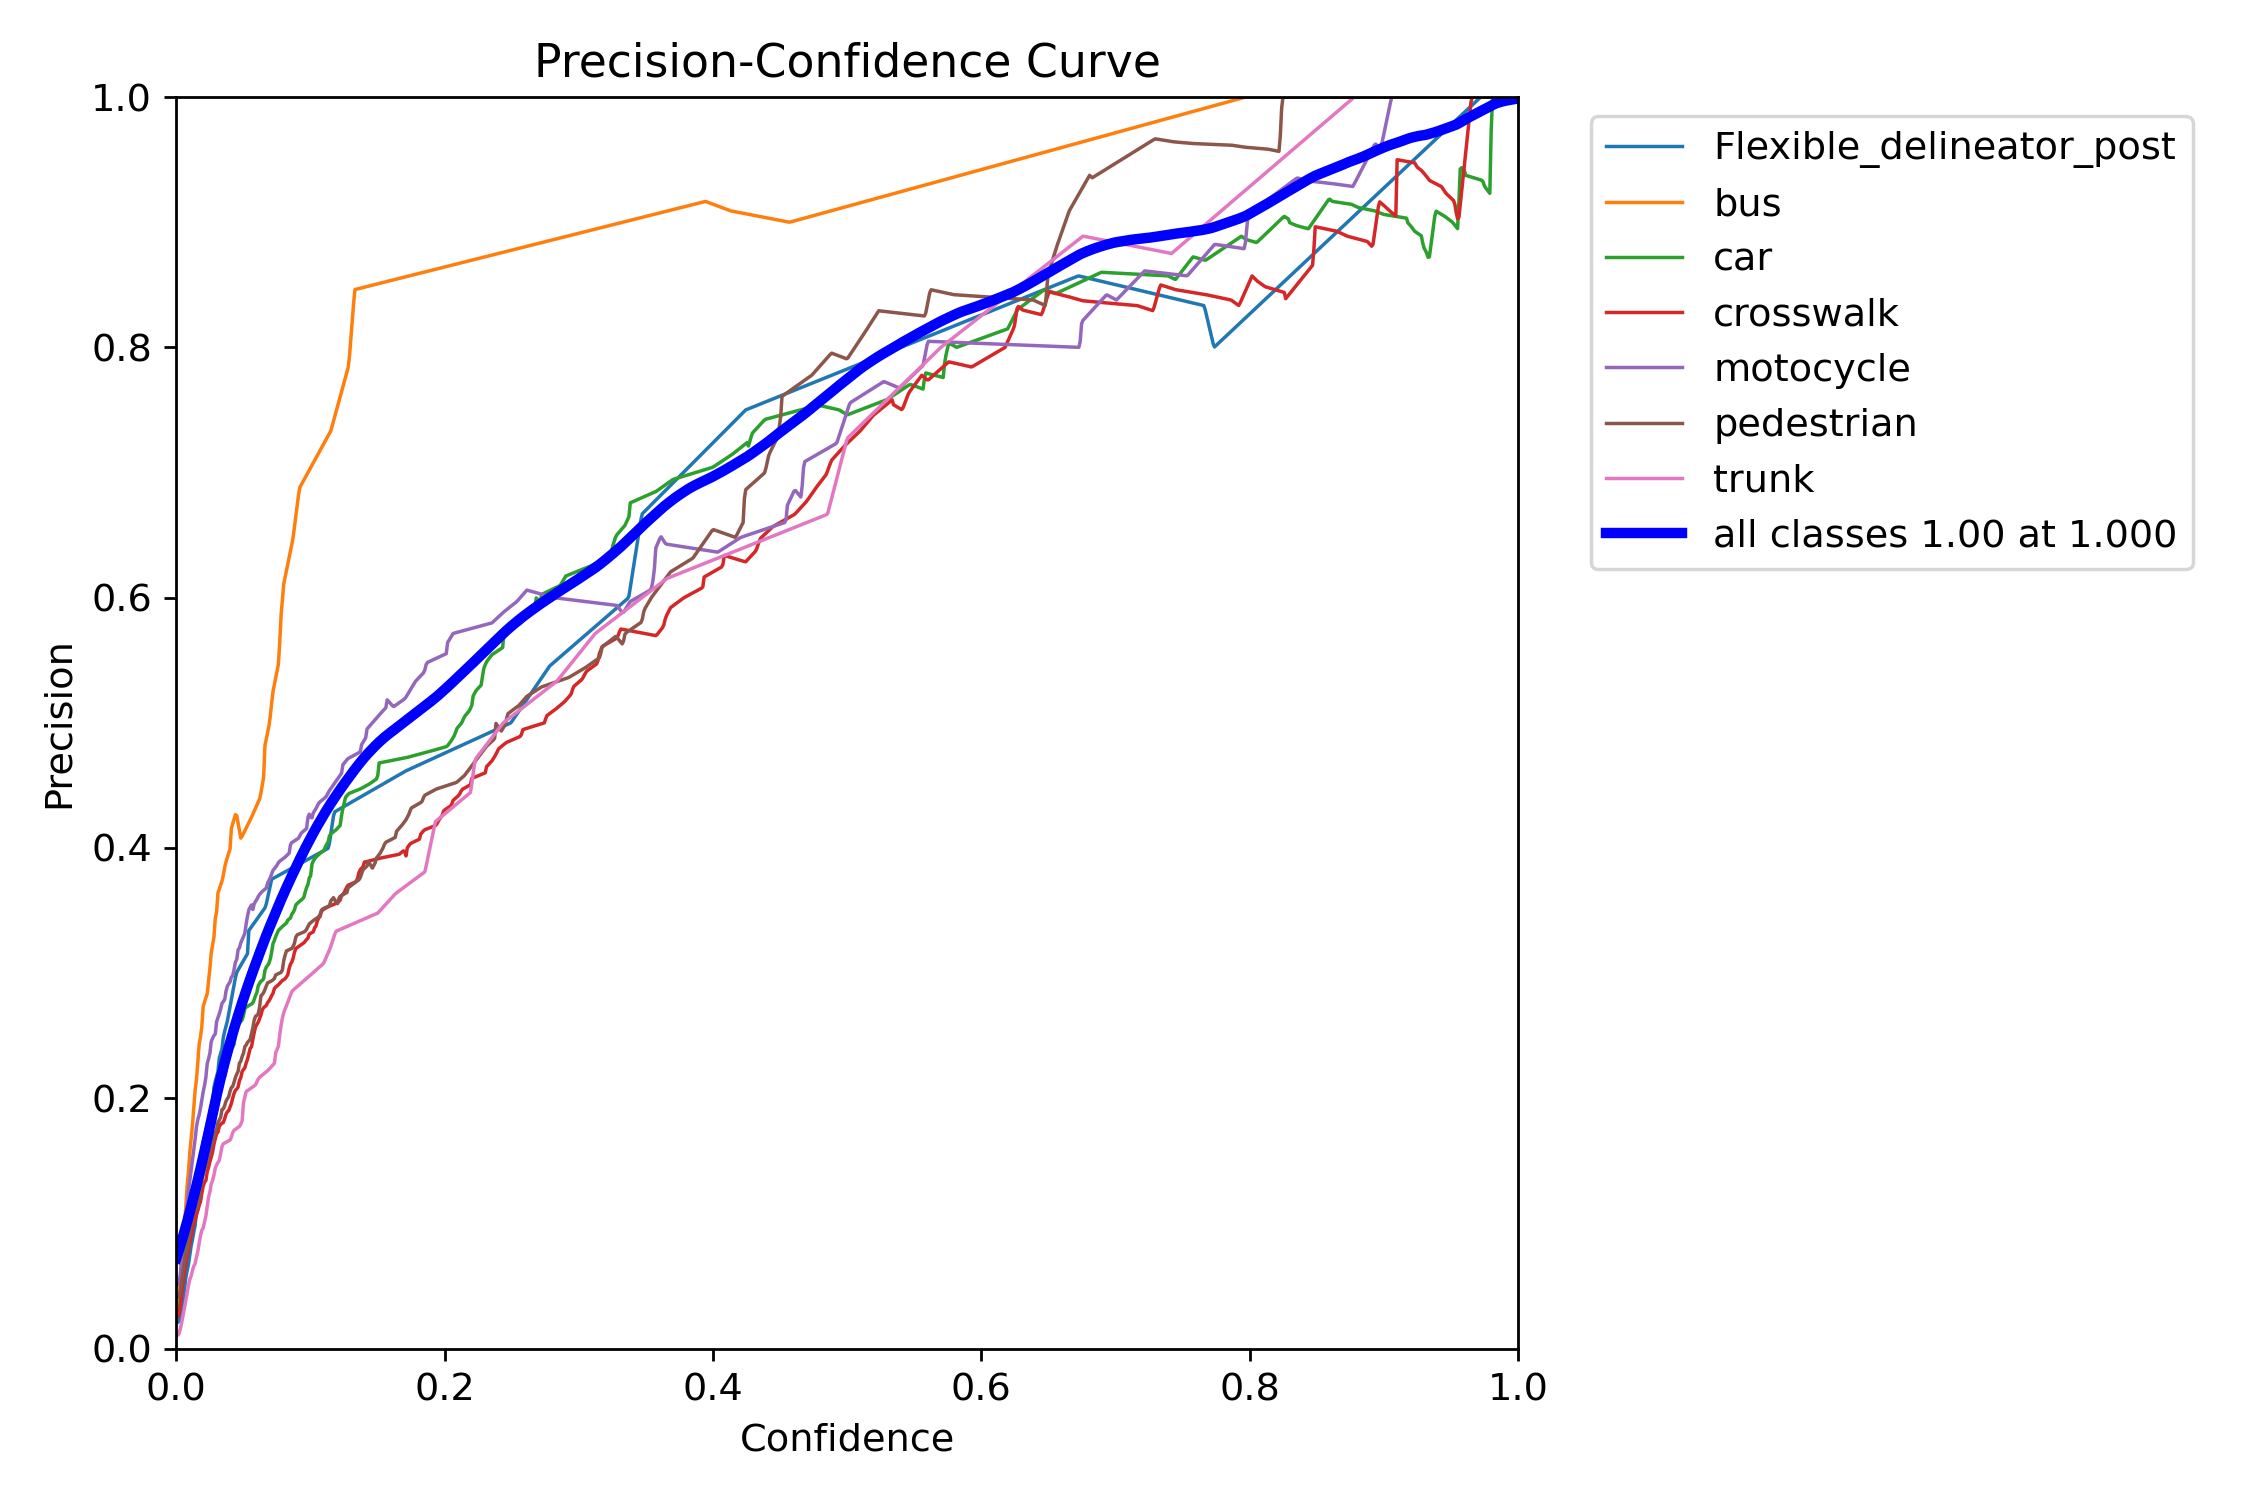 Precision-Confidence Curve
1.0
0.8
0.6
0.4
0.2
0.0
Precision
0.0 0.2 0.4 0.6 0.8 1.0
Confidence
Flexible_delineator_post
bus
car
crosswalk
motocycle
pedestrian
trunk
all classes 1.00 at 1.000